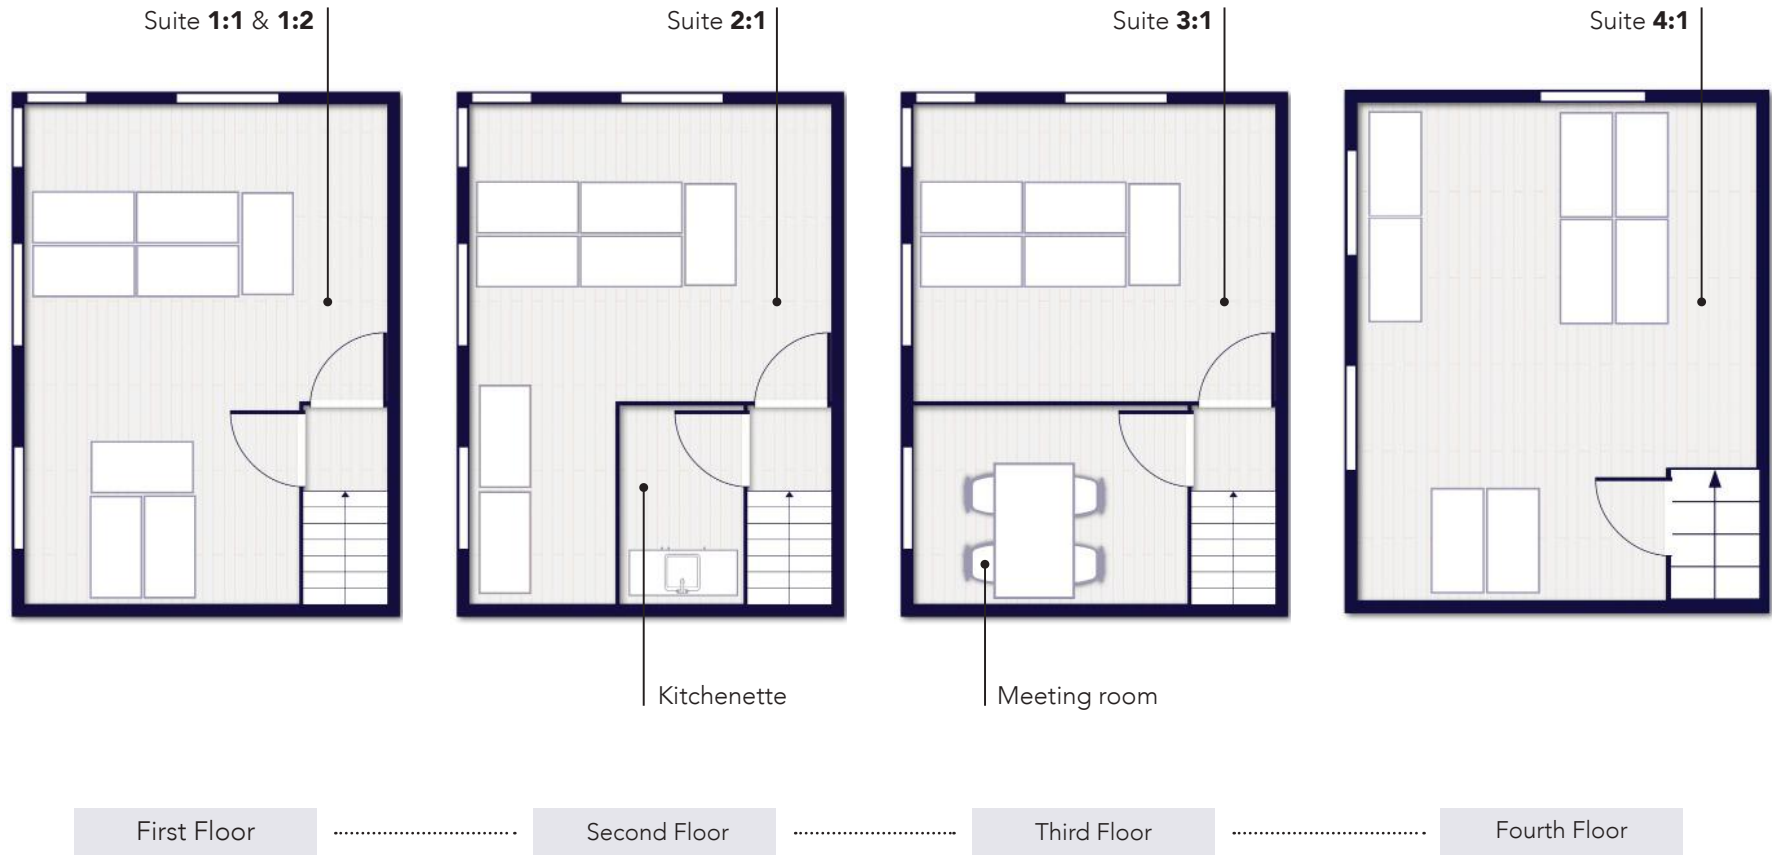 Suite 1:1 & 1:2
Suite 2:1
Suite 3:1
Suite 4:1
Kitchenette
Meeting room
First Floor
Second Floor
Third Floor
Fourth Floor